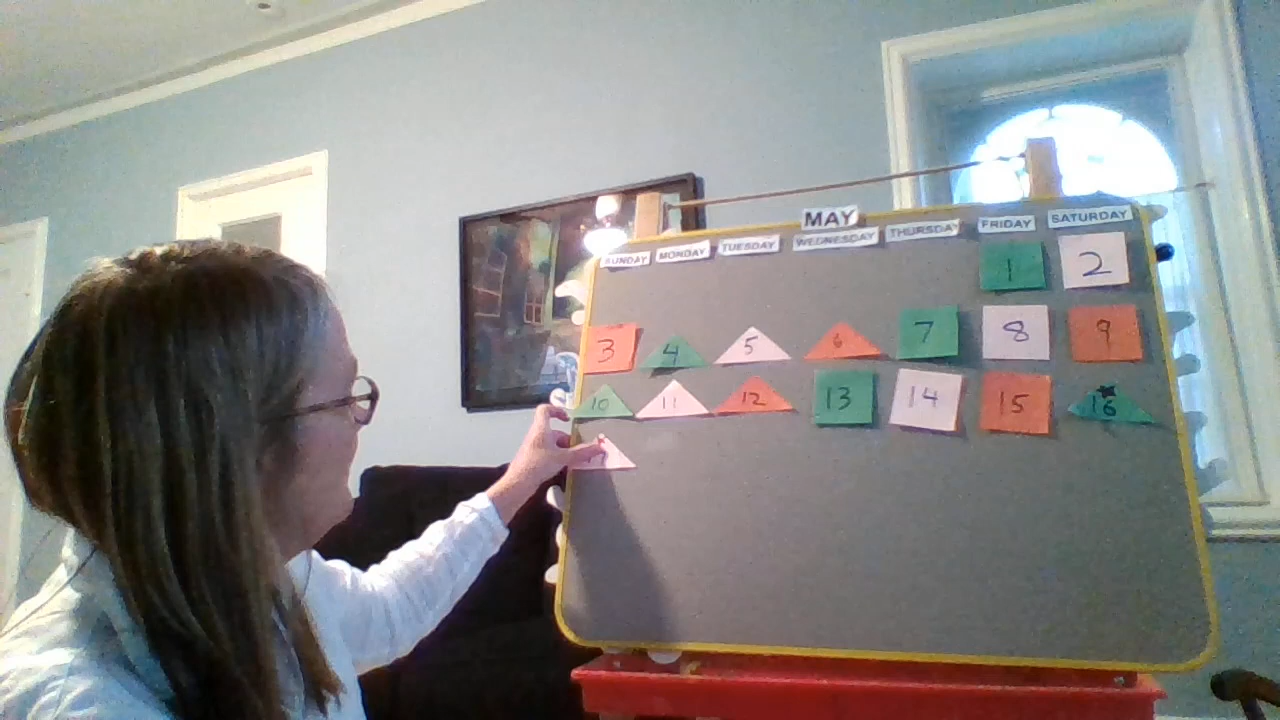 MAY
SUNDAY MONDAY TUESDAY WEDNESDAY THURSDAY FRIDAY SATURDAY
1 2
3 4 5 6 7 8 9
10 11 12 13 14 15 16